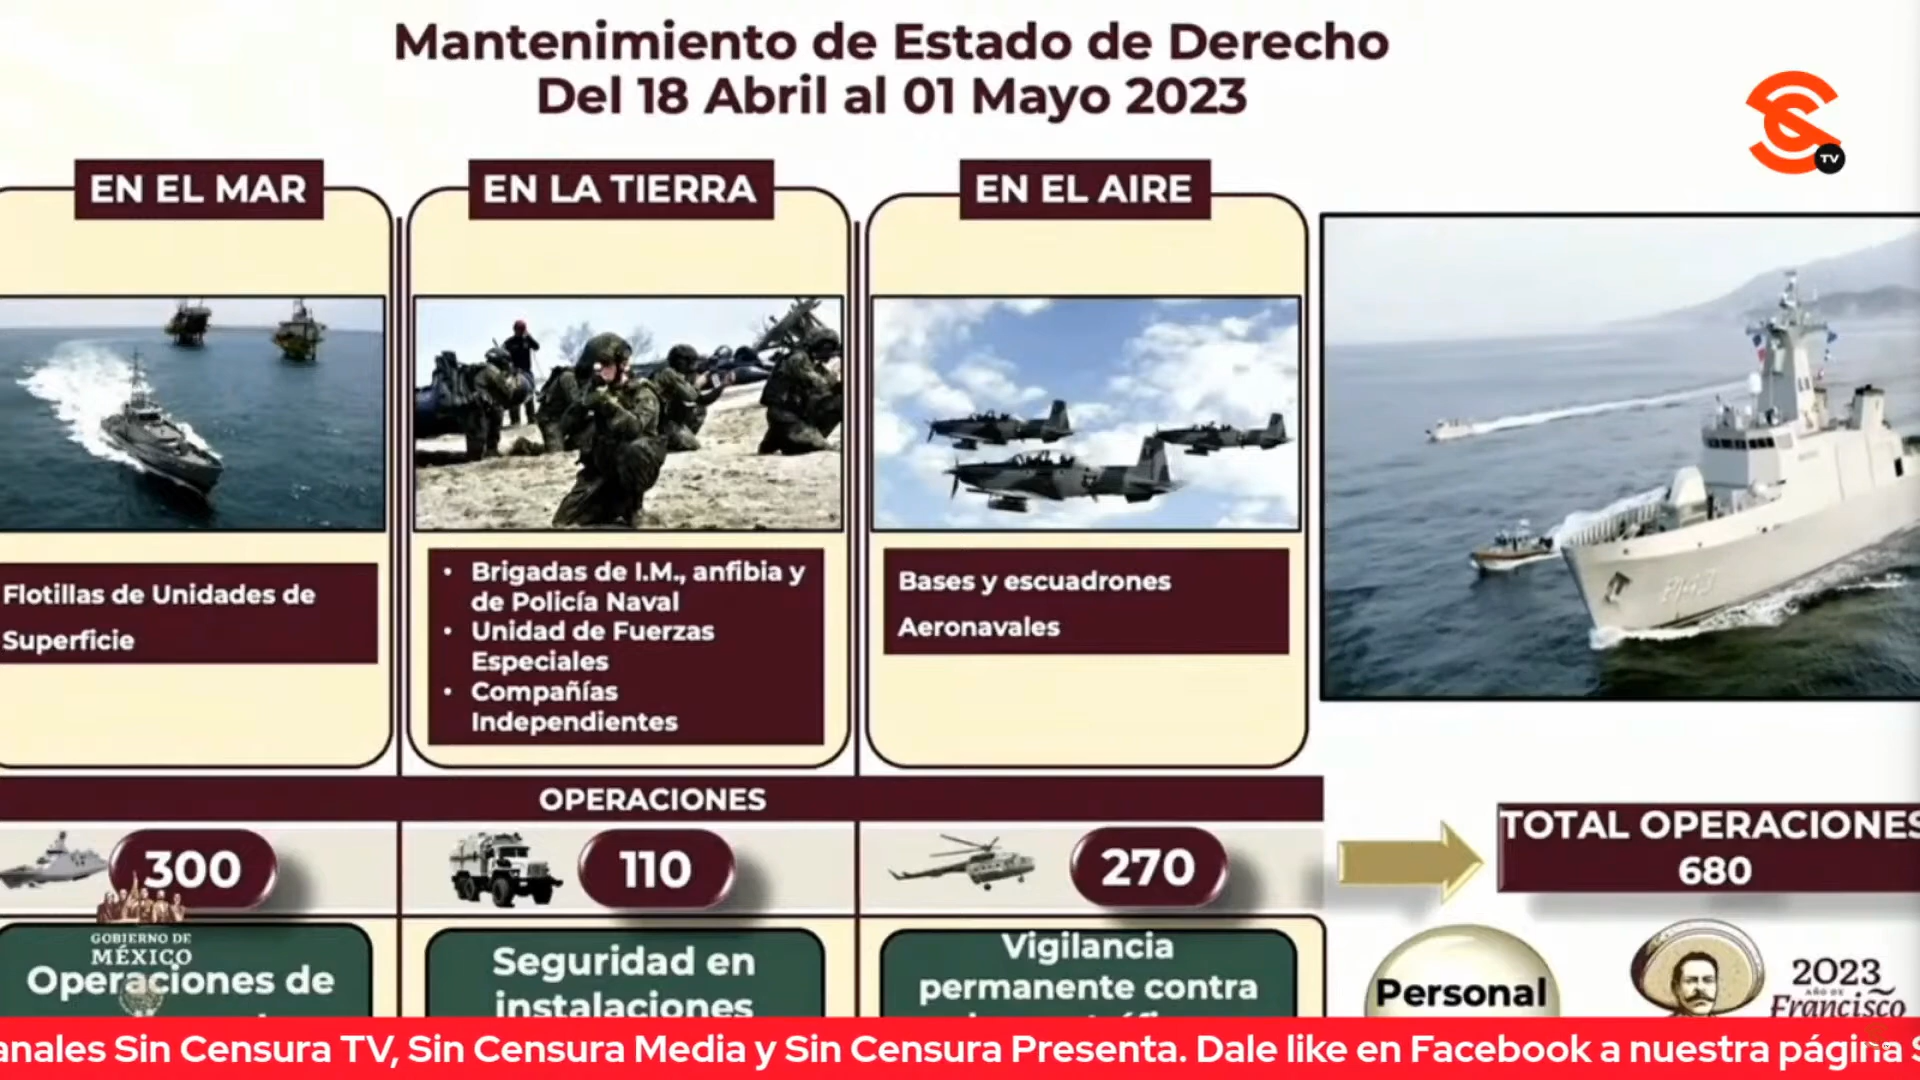 Mantenimiento de Estado de Derecho
Del 18 Abril al 01 Mayo 2023
TV
EN EL MAR
EN LA TIERRA
EN EL AIRE
Flotillas de Unidades de
Superficie
• Brigadas de I.M., anfibia y
de Policía Naval
• Unidad de Fuerzas
Especiales
• Compañías
Independientes
Bases y escuadrones
Aeronavales
OPERACIONES
300
110
270
TOTAL OPERACIONES
680
GOBIERNO DE
MÉXICO
Operaciones de
Seguridad en
instalaciones
Vigilancia
permanente contra
Personal
2023
AÑO DE
Francisco
anales Sin Censura TV, Sin Censura Media y Sin Censura Presenta. Dale like en Facebook a nuestra página S